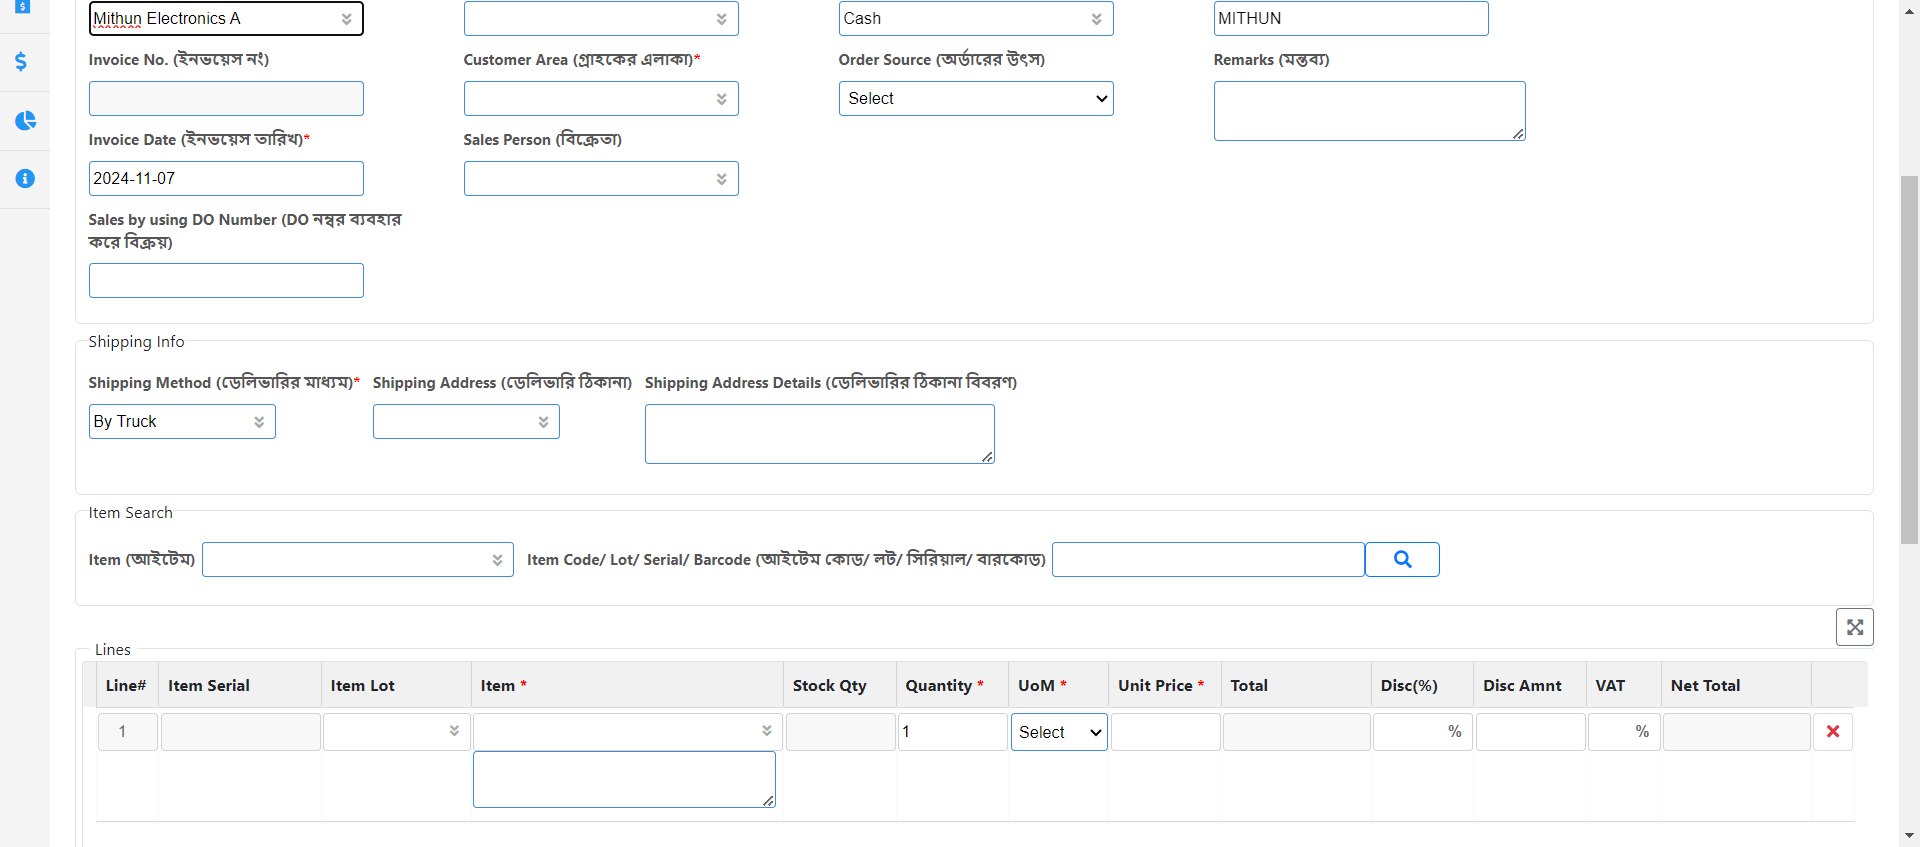 Mithun Electronics A
Cash
MITHUN
Invoice No. (ইনভয়েস নং)
Customer Area (গ্রাহকের এলাকা)*
Order Source (অর্ডারের উৎস)
Remarks (মন্তব্য)
Select
Invoice Date (ইনভয়েস তারিখ)*
Sales Person (বিক্রেতা)
2024-11-07
Sales by using DO Number (DO নম্বর ব্যবহার
করে বিক্রয়)
Shipping Info
Shipping Method (ডেলিভারির মাধ্যম)*
Shipping Address (ডেলিভারি ঠিকানা)
Shipping Address Details (ডেলিভারির ঠিকানা বিবরণ)
By Truck
Item Search
Item (আইটেম)
Item Code/ Lot/ Serial/ Barcode (আইটেম কোড/ লট/ সিরিয়াল/ বারকোড)
Lines
Line# Item Serial Item Lot Item * Stock Qty Quantity * UoM * Unit Price * Total Disc(%) Disc Amnt VAT Net Total
1 1 Select % %